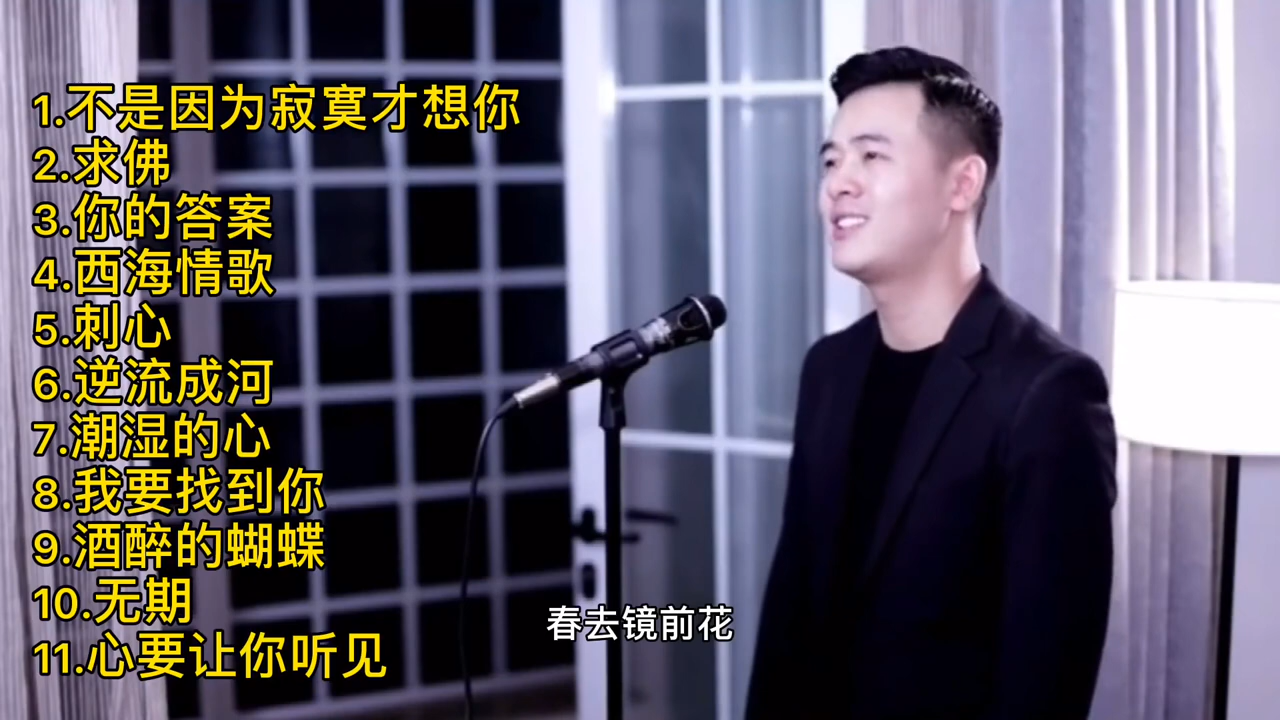 1.不是因为寂寞才想你
2.求佛
3.你的答案
4.西海情歌
5.刺心
6.逆流成河
7.潮湿的心
8.我要找到你
9.酒醉的蝴蝶
10.无期
11.心要让你听见
春去镜前花